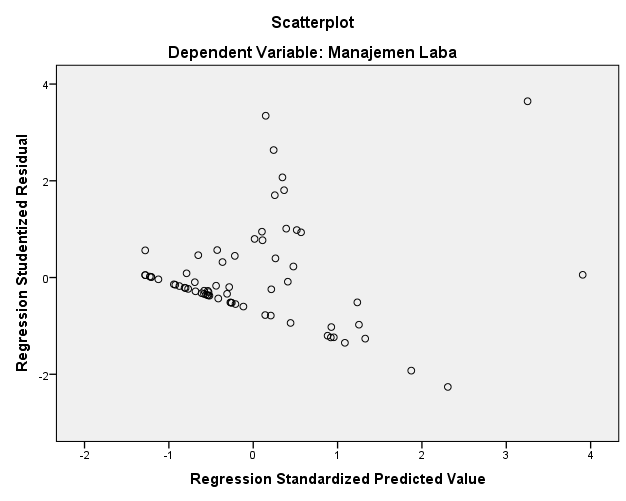 Scatterplot
Dependent Variable: Manajemen Laba
Regression Studentized Residual
4
2
0
-2
-2
-1
0
1
2
3
4
Regression Standardized Predicted Value